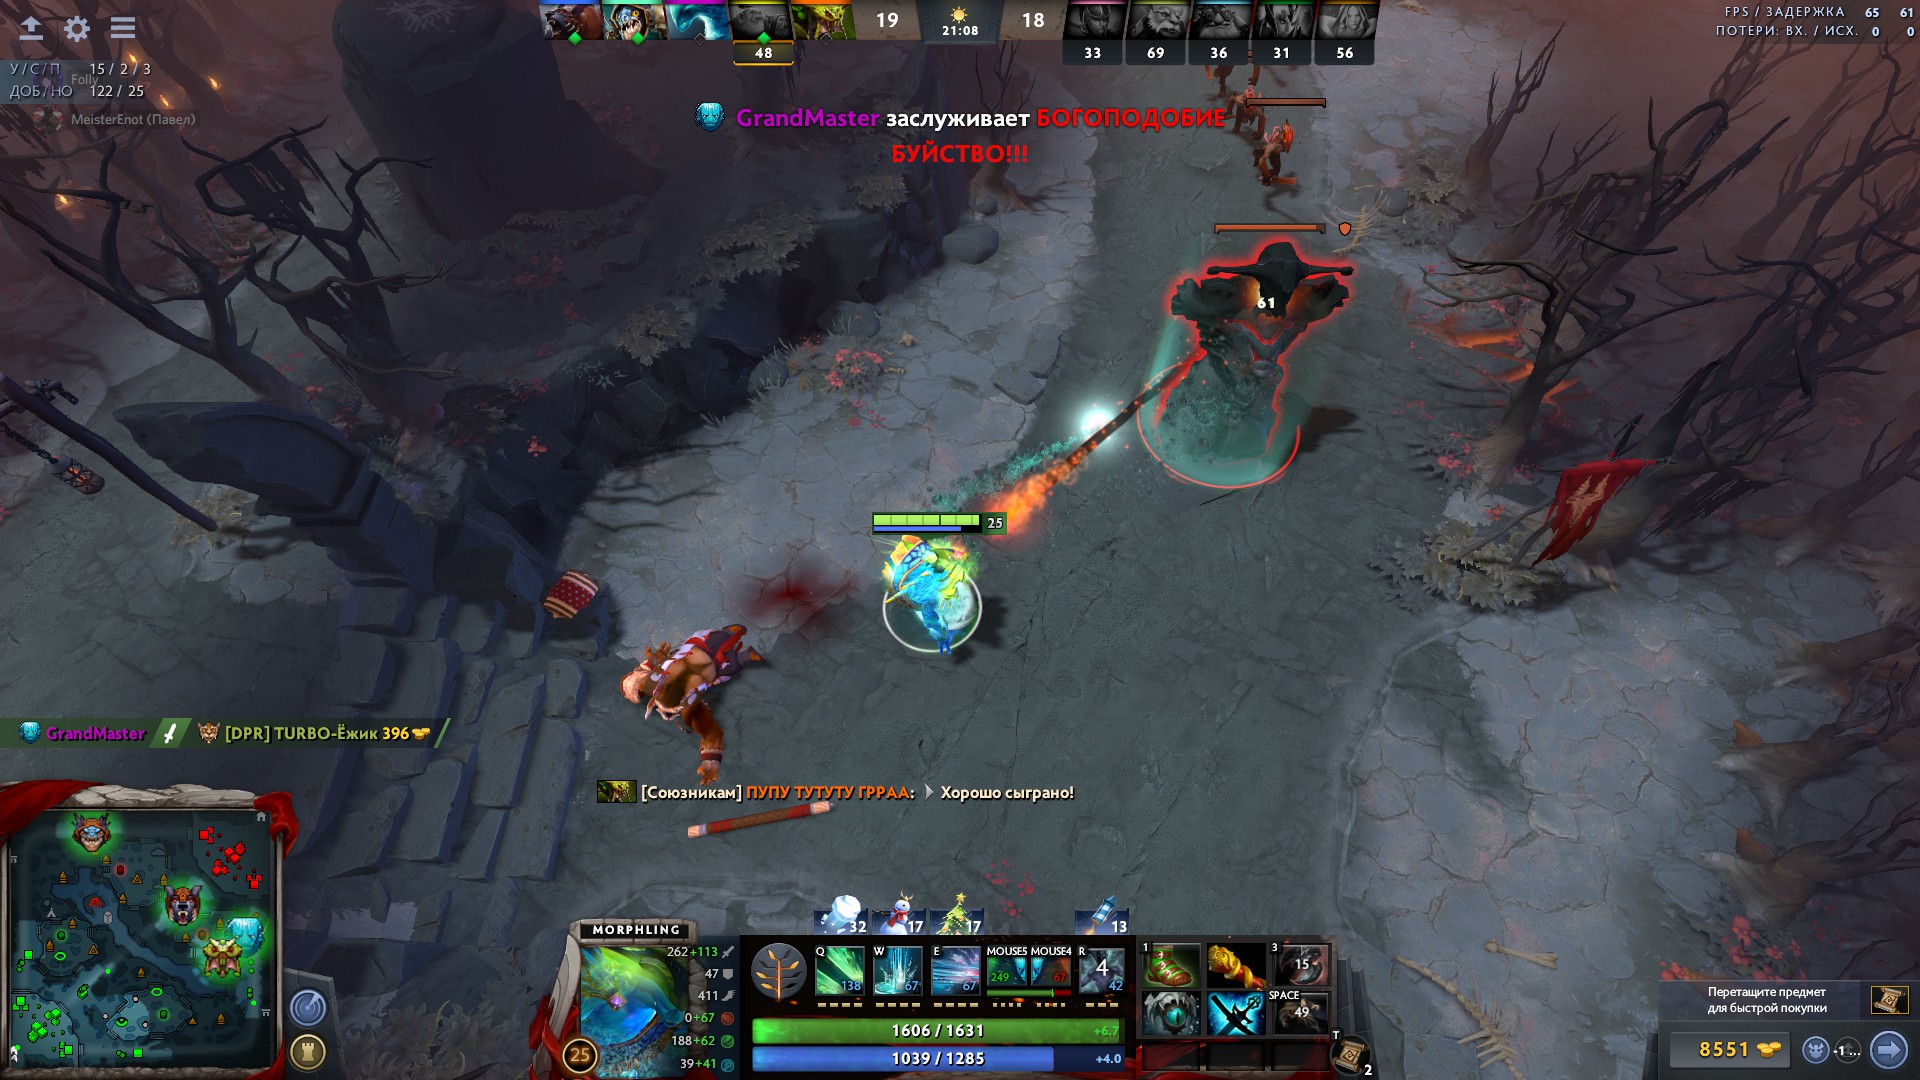 19
21:08
18
48
33
69
36
31
56
FPS / ЗАДЕРЖКА 65 61
ПОТЕРИ: ВХ. / ИСХ. 0 0
У/С/П 15 / 2 / 3
Folly
ДОБ/НО 122 / 25
MeisterEnot (Павел)
GrandMaster заслуживает БОГОПОДОБИЕ
БУЙСТВО!!!
61
25
GrandMaster [DPR] TURBO-Ёжик 396
[Союзникам] ПУПУ ТУТУТУ ГРРАА: Хорошо сыграно!
32 17 17 13
MORPHLING
262+113
47
411
0+67
188+62
39+41
25
Q 138
W 67
E 67
MOUSE5 249
MOUSE4 67
R 4 42
1606 / 1631 +6.7
1039 / 1285 +4.0
1
3 15
SPACE 49
T 2
Перетащите предмет
для быстрой покупки
8551
-1...